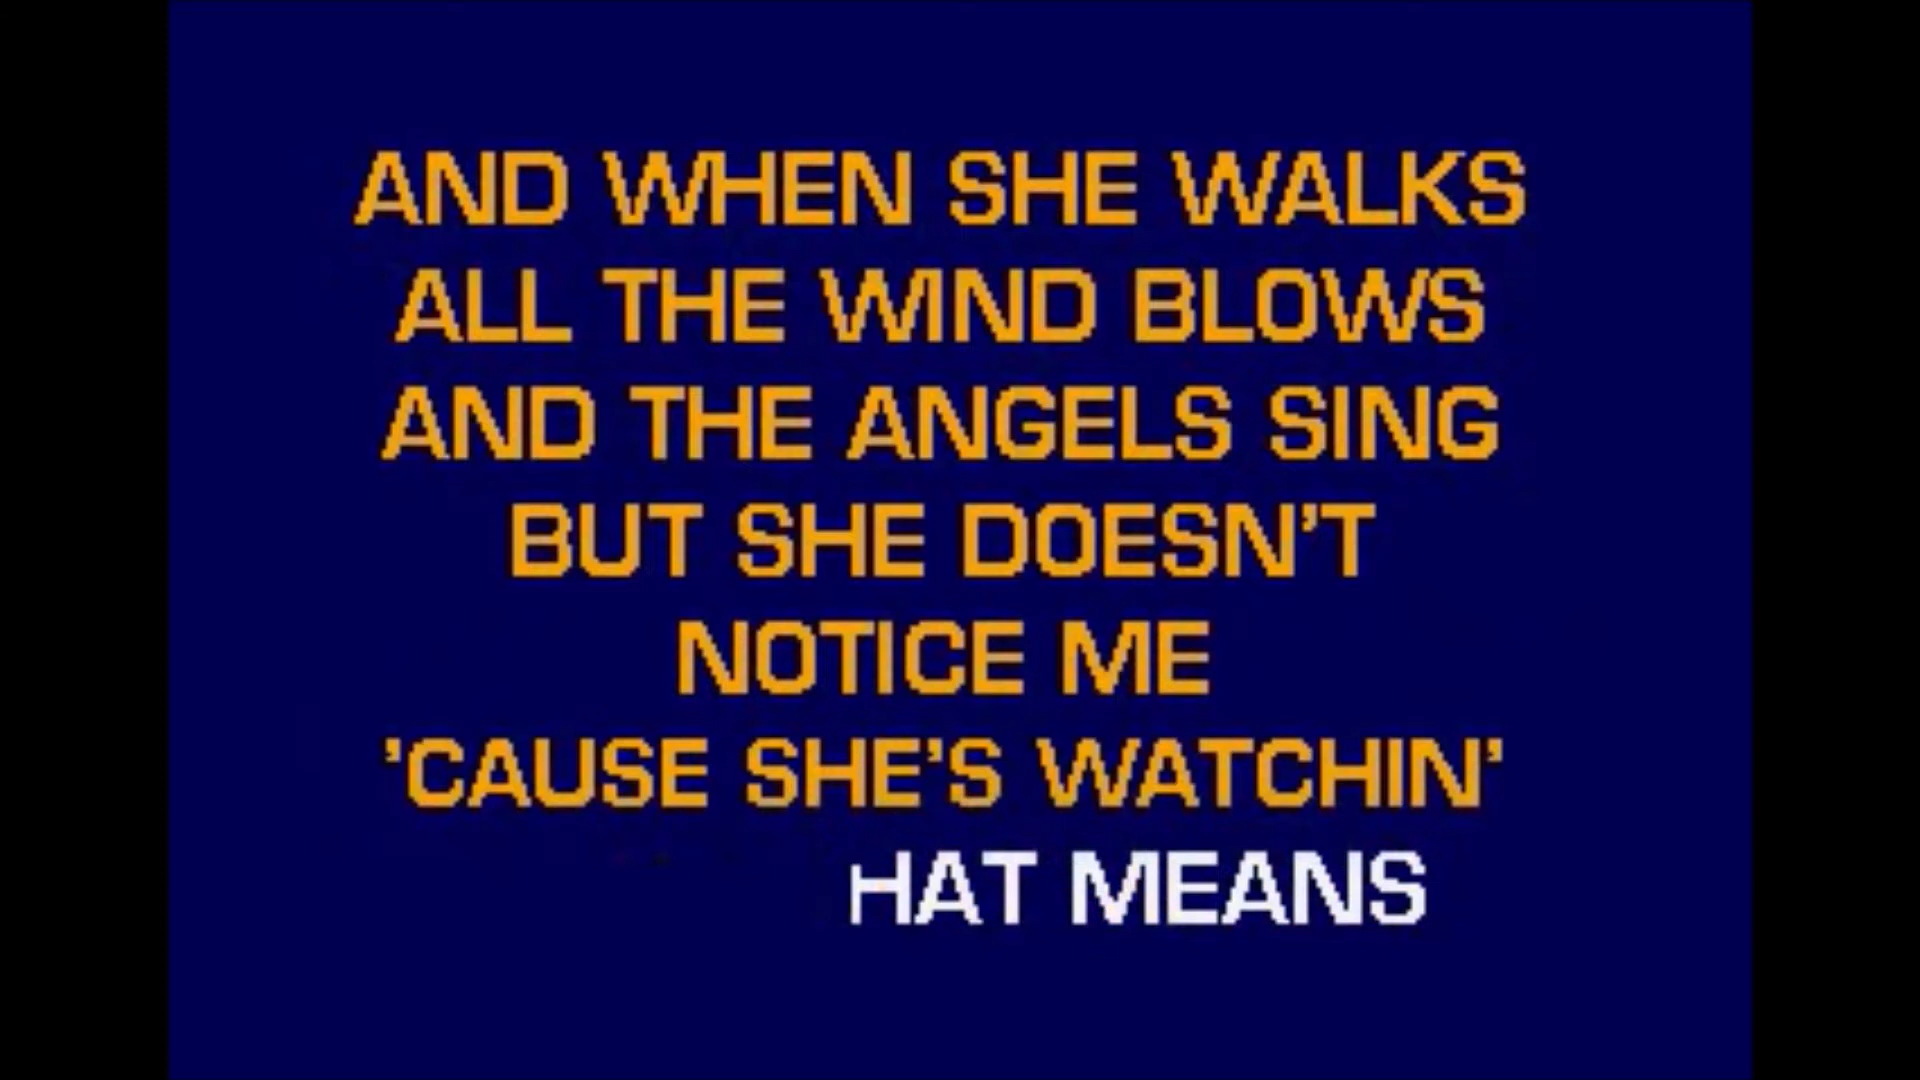 AND WHEN SHE WALKS
ALL THE WIND BLOWS
AND THE ANGELS SING
BUT SHE DOESN'T
NOTICE ME
'CAUSE SHE'S WATCHIN'
HAT MEANS